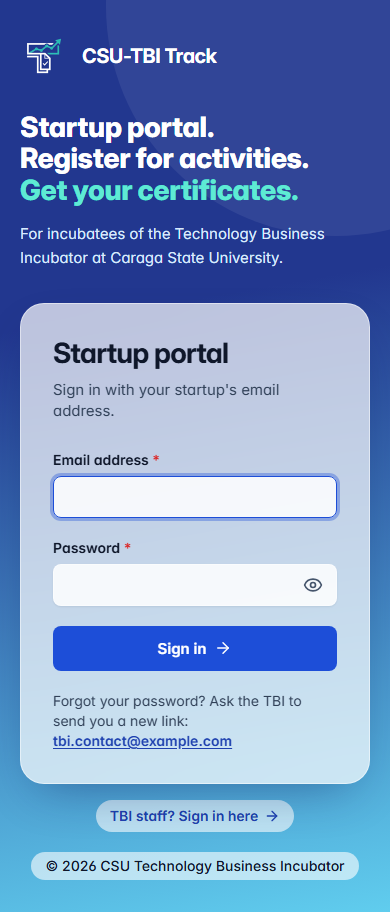 CSU-TBI Track
Startup portal.
Register for activities.
Get your certificates.
For incubatees of the Technology Business
Incubator at Caraga State University.
Startup portal
Sign in with your startup's email
address.
Email address *
Password *
Sign in →
Forgot your password? Ask the TBI to
send you a new link:
tbi.contact@example.com
TBI staff? Sign in here →
© 2026 CSU Technology Business Incubator